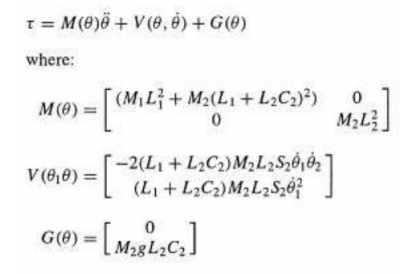 τ = M(θ)θ̈ + V(θ, θ̇) + G(θ)
where:
M(θ) = [ (M₁L₁² + M₂(L₁ + L₂C₂)²) 0
0 M₂L₂² ]
V(θ₁θ̇) = [ −2(L₁ + L₂C₂)M₂L₂S₂θ̇₁θ̇₂
(L₁ + L₂C₂)M₂L₂S₂θ̇₁² ]
G(θ) = [ 0
M₂gL₂C₂ ]